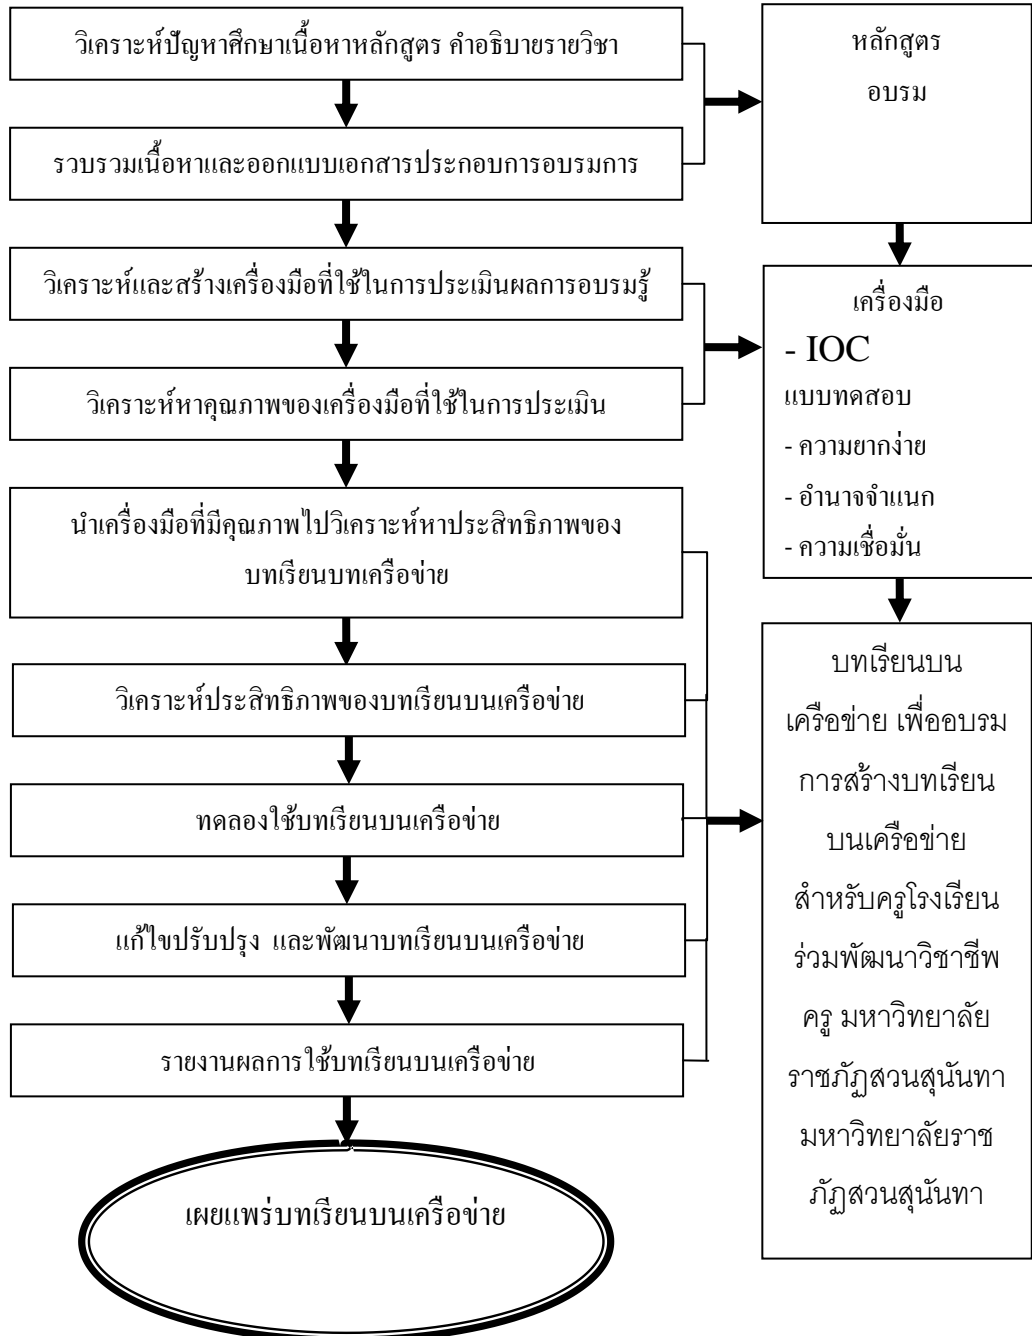 วิเคราะห์ปัญหาศึกษาเนื้อหาหลักสูตร คำอธิบายรายวิชา
รวบรวมเนื้อหาและออกแบบเอกสารประกอบการอบรมการ
วิเคราะห์และสร้างเครื่องมือที่ใช้ในการประเมินผลการอบรมรู้
วิเคราะห์หาคุณภาพของเครื่องมือที่ใช้ในการประเมิน
นำเครื่องมือที่มีคุณภาพไปวิเคราะห์หาประสิทธิภาพของ
บทเรียนบทเครือข่าย
วิเคราะห์ประสิทธิภาพของบทเรียนบนเครือข่าย
ทดลองใช้บทเรียนบนเครือข่าย
แก้ไขปรับปรุง และพัฒนาบทเรียนบนเครือข่าย
รายงานผลการใช้บทเรียนบนเครือข่าย
เผยแพร่บทเรียนบนเครือข่าย
หลักสูตร
อบรม
เครื่องมือ
- IOC
แบบทดสอบ
- ความยากง่าย
- อำนาจจำแนก
- ความเชื่อมั่น
บทเรียนบน
เครือข่าย เพื่ออบรม
การสร้างบทเรียน
บนเครือข่าย
สำหรับครูโรงเรียน
ร่วมพัฒนาวิชาชีพ
ครู มหาวิทยาลัย
ราชภัฏสวนสุนันทา
มหาวิทยาลัยราช
ภัฏสวนสุนันทา